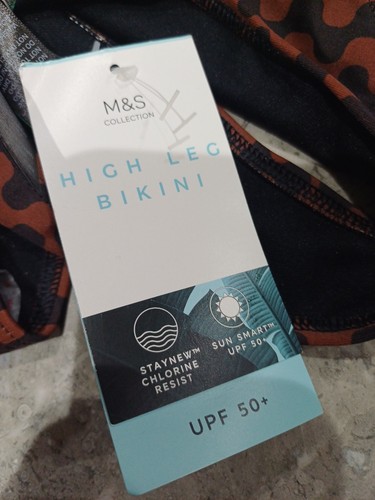 M&S
COLLECTION
HIGH LEG
BIKINI
STAYNEW™
CHLORINE
RESIST
SUN SMART™
UPF 50+
UPF 50+